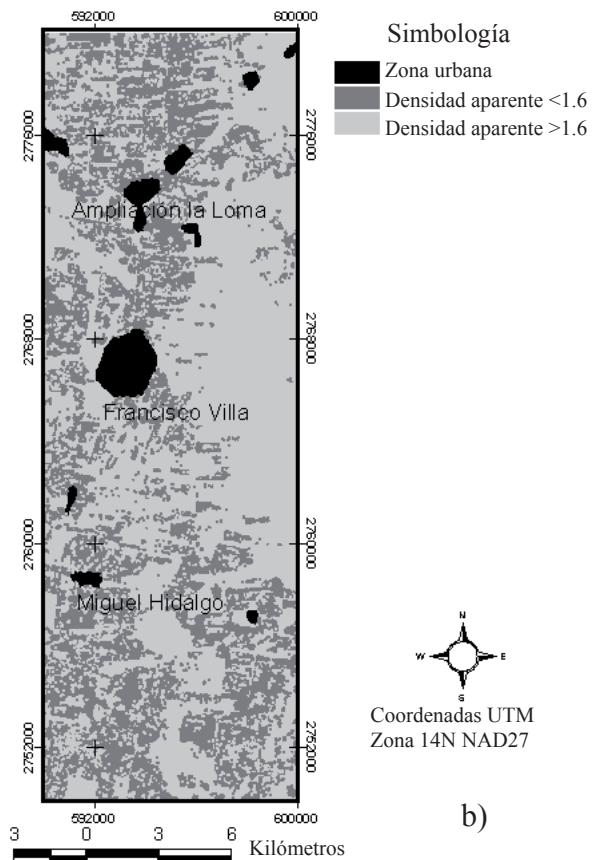 592000
600000
Simbología
Zona urbana
Densidad aparente <1.6
Densidad aparente >1.6
2776000
2776000
Ampliación la Loma
2768000
2768000
Francisco Villa
2760000
2760000
Miguel Hidalgo
N
W
E
S
Coordenadas UTM
Zona 14N NAD27
2752000
2752000
592000
600000
b)
3 0 3 6 Kilómetros